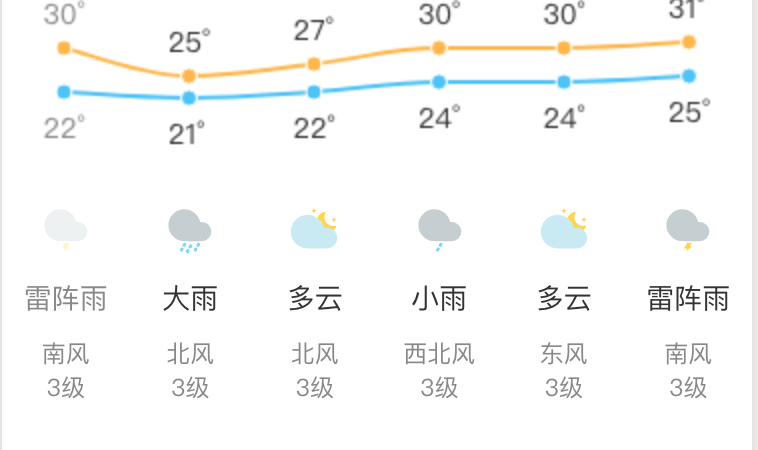 30° 25° 27° 30° 30° 31°
22° 21° 22° 24° 24° 25°
雷阵雨 大雨 多云 小雨 多云 雷阵雨
南风 北风 北风 西北风 东风 南风
3级 3级 3级 3级 3级 3级